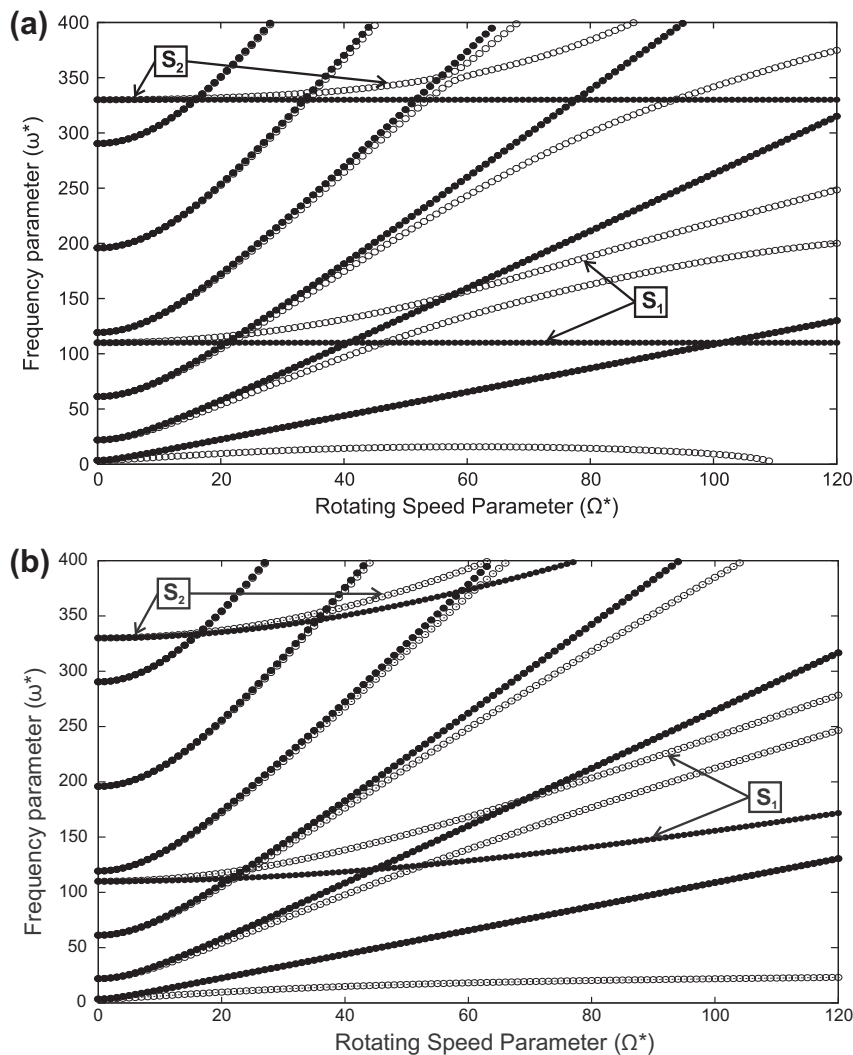 (a)
400
350
300
250
200
150
100
50
0
Frequency parameter (ω*)
S₂
S₁
0 20 40 60 80 100 120
Rotating Speed Parameter (Ω*)
(b)
400
350
300
250
200
150
100
50
0
Frequency parameter (ω*)
S₂
S₁
0 20 40 60 80 100 120
Rotating Speed Parameter (Ω*)